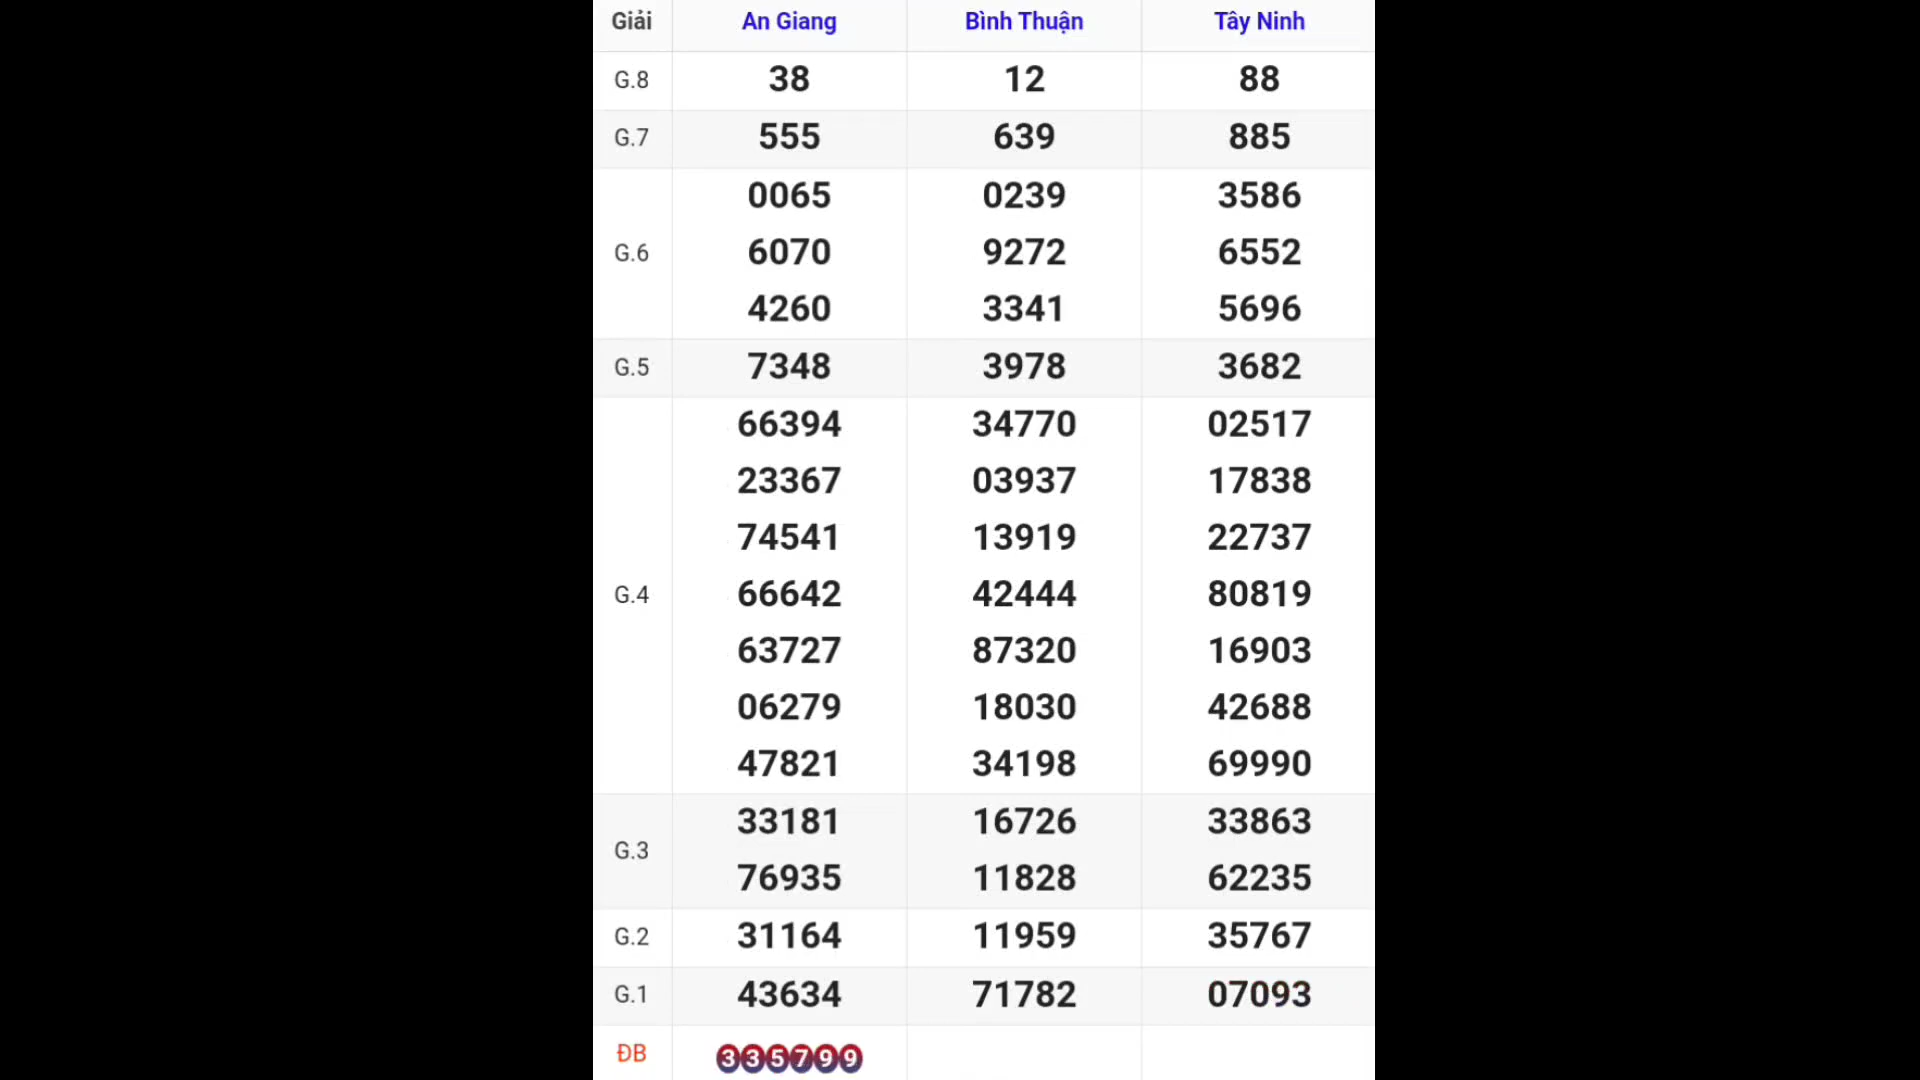 Giải An Giang Bình Thuận Tây Ninh
G.8 38 12 88
G.7 555 639 885
0065 0239 3586
G.6 6070 9272 6552
4260 3341 5696
G.5 7348 3978 3682
66394 34770 02517
23367 03937 17838
74541 13919 22737
G.4 66642 42444 80819
63727 87320 16903
06279 18030 42688
47821 34198 69990
G.3
33181 16726 33863
76935 11828 62235
G.2 31164 11959 35767
G.1 43634 71782 07093
ĐB 335799